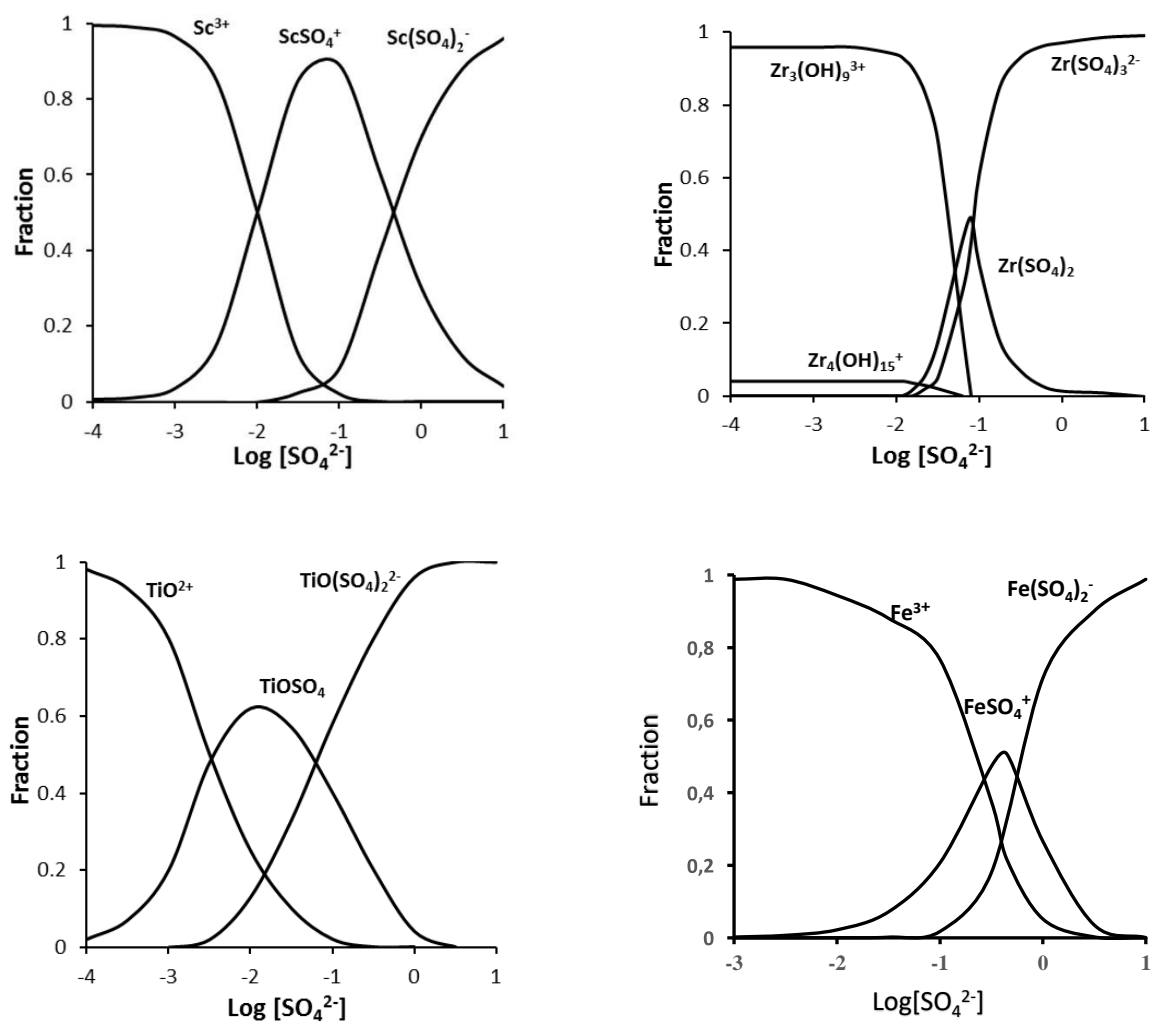 Sc³⁺
ScSO₄⁺
Sc(SO₄)₂⁻
1
0.8
0.6
0.4
0.2
0
Fraction
-4 -3 -2 -1 0 1
Log [SO₄²⁻]
Zr₃(OH)₉³⁺
Zr(SO₄)₃²⁻
Zr(SO₄)₂
Zr₄(OH)₁₅⁺
1
0.8
0.6
0.4
0.2
0
Fraction
-4 -3 -2 -1 0 1
Log [SO₄²⁻]
TiO²⁺
TiO(SO₄)₂²⁻
TiOSO₄
1
0.8
0.6
0.4
0.2
0
Fraction
-4 -3 -2 -1 0 1
Log [SO₄²⁻]
Fe(SO₄)₂⁻
Fe³⁺
FeSO₄⁺
1
0,8
0,6
0,4
0,2
0
Fraction
-3 -2 -1 0 1
Log[SO₄²⁻]